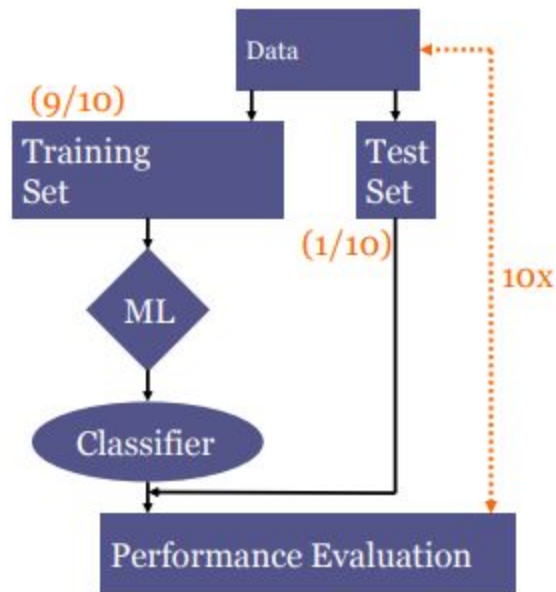 Data
(9/10)
Training
Set
Test
Set
(1/10)
10x
ML
Classifier
Performance Evaluation